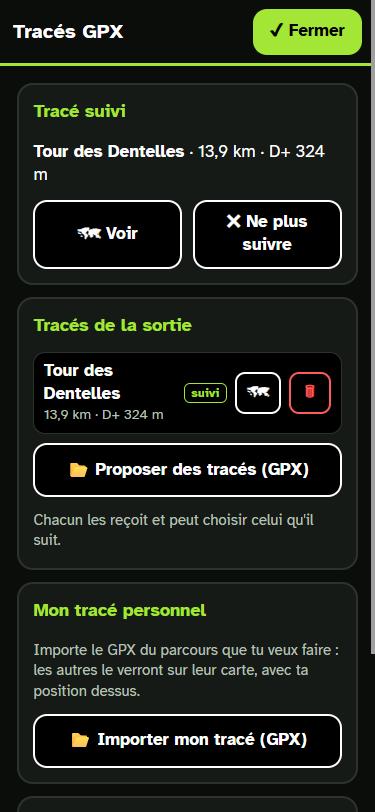 Tracés GPX
✓ Fermer
Tracé suivi
Tour des Dentelles · 13,9 km · D+ 324
m
🗺 Voir
✕ Ne plus
suivre
Tracés de la sortie
Tour des
Dentelles
13,9 km · D+ 324 m
suivi
📂 Proposer des tracés (GPX)
Chacun les reçoit et peut choisir celui qu'il
suit.
Mon tracé personnel
Importe le GPX du parcours que tu veux faire :
les autres le verront sur leur carte, avec ta
position dessus.
📂 Importer mon tracé (GPX)